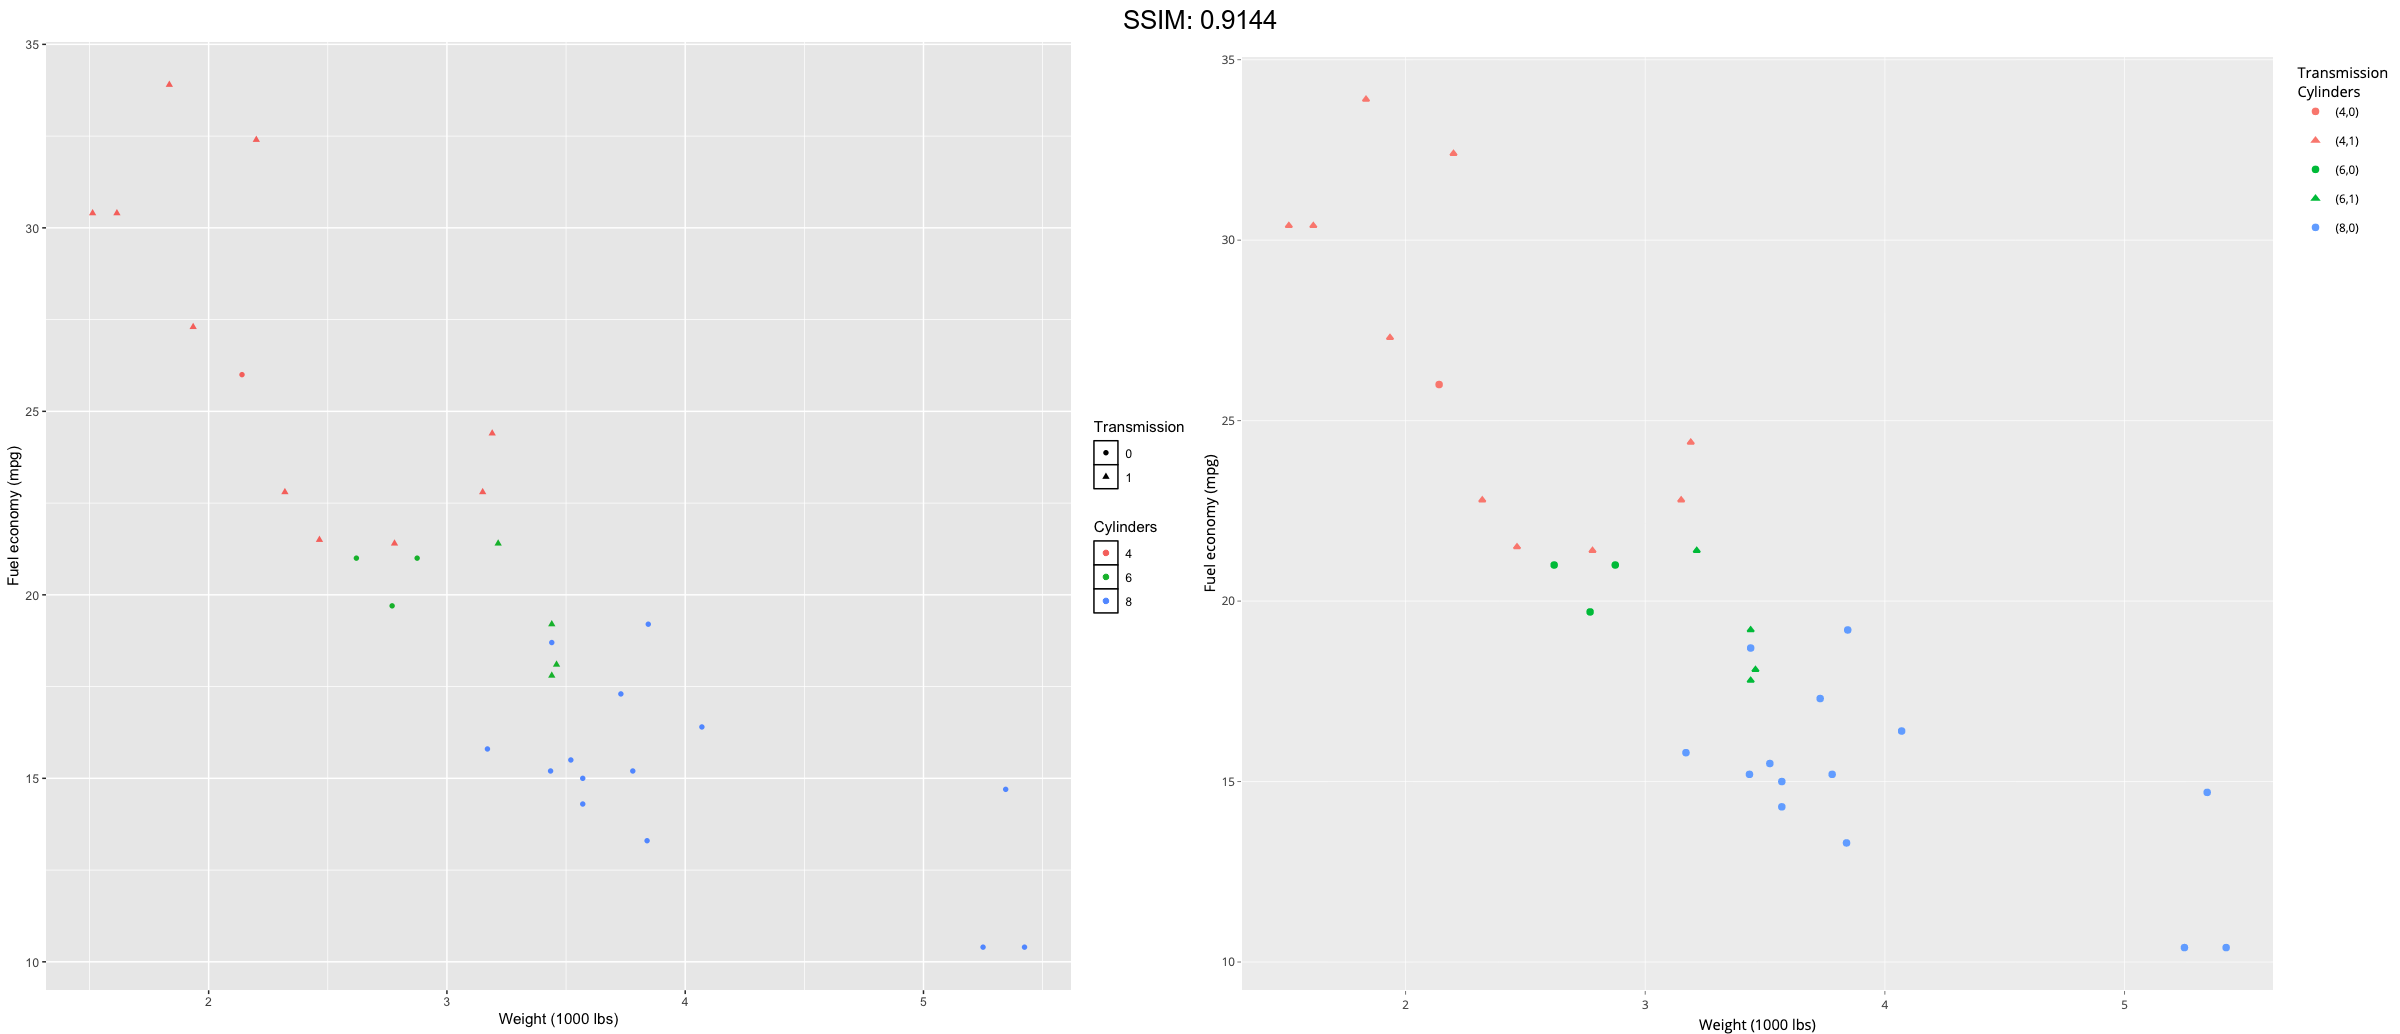 SSIM: 0.9144
Fuel economy (mpg)
35
30
25
20
15
10
2 3 4 5
Weight (1000 lbs)
Transmission
0
1
Cylinders
4
6
8
Fuel economy (mpg)
35
30
25
20
15
10
2 3 4 5
Weight (1000 lbs)
Transmission
Cylinders
(4,0)
(4,1)
(6,0)
(6,1)
(8,0)